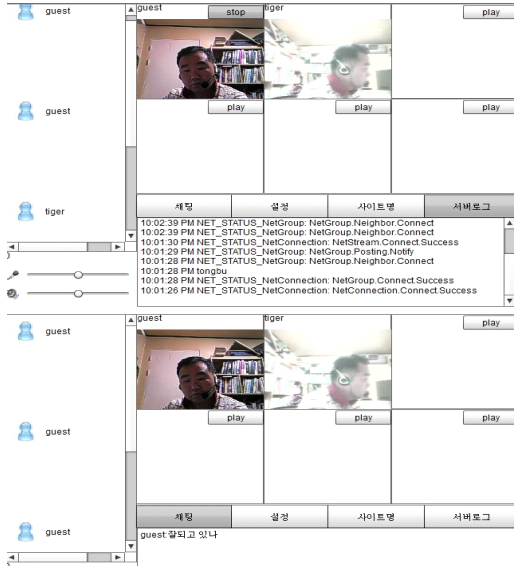 guest
guest
stop
tiger
play
guest
play
play
play
tiger
채팅
설정
사이트명
서버로그
10:02:39 PM NET_STATUS_NetGroup: NetGroup.Neighbor.Connect
10:02:39 PM NET_STATUS_NetGroup: NetGroup.Neighbor.Connect
10:01:30 PM NET_STATUS_NetConnection: NetStream.Connect.Success
10:01:29 PM NET_STATUS_NetGroup: NetGroup.Posting.Notify
10:01:28 PM NET_STATUS_NetGroup: NetGroup.Neighbor.Connect
10:01:28 PM tongbu
10:01:28 PM NET_STATUS_NetConnection: NetGroup.Connect.Success
10:01:26 PM NET_STATUS_NetConnection: NetConnection.Connect.Success
guest
guest
tiger
play
guest
play
play
play
guest
채팅
설정
사이트명
서버로그
guest:잘되고 있나